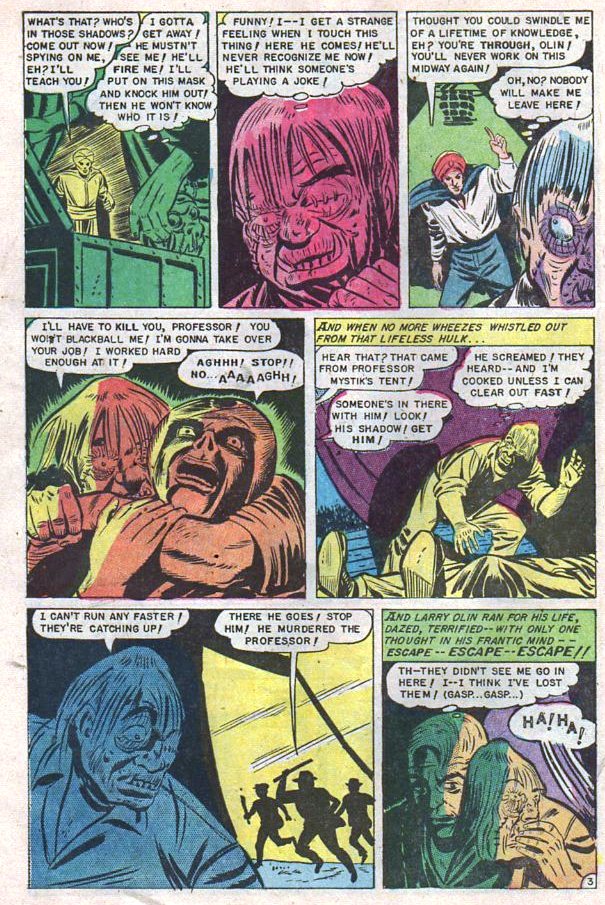 WHAT'S THAT? WHO'S
IN THOSE SHADOWS?
COME OUT NOW!
SPYING ON ME,
EH? I'LL
TEACH YOU!
I GOTTA
GET AWAY!
HE MUSTN'T
SEE ME! HE'LL
FIRE ME! I'LL
PUT ON THIS MASK
AND KNOCK HIM OUT!
THEN HE WON'T KNOW
WHO IT IS!
FUNNY! I--I GET A STRANGE
FEELING WHEN I TOUCH THIS
THING! HERE HE COMES! HE'LL
NEVER RECOGNIZE ME NOW!
HE'LL THINK SOMEONE'S
PLAYING A JOKE!
THOUGHT YOU COULD SWINDLE ME
OF A LIFETIME OF KNOWLEDGE,
EH? YOU'RE THROUGH, OLIN!
YOU'LL NEVER WORK ON THIS
MIDWAY AGAIN!
OH, NO? NOBODY
WILL MAKE ME
LEAVE HERE!
I'LL HAVE TO KILL YOU, PROFESSOR! YOU
WON'T BLACKBALL ME! I'M GONNA TAKE OVER
YOUR JOB! I WORKED HARD
ENOUGH AT IT!
AGHHH! STOP!!
NO...AAAAAGHH!
AND WHEN NO MORE WHEEZES WHISTLED OUT
FROM THAT LIFELESS HULK...
HEAR THAT? THAT CAME
FROM PROFESSOR
MYSTIK'S TENT!
SOMEONE'S IN THERE
WITH HIM! LOOK!
HIS SHADOW! GET
HIM!
HE SCREAMED! THEY
HEARD--AND I'M
COOKED UNLESS I CAN
CLEAR OUT FAST!
I CAN'T RUN ANY FASTER!
THEY'RE CATCHING UP!
THERE HE GOES! STOP
HIM! HE MURDERED THE
PROFESSOR!
AND LARRY OLIN RAN FOR HIS LIFE,
DAZED, TERRIFIED--WITH ONLY ONE
THOUGHT IN HIS FRANTIC MIND--
ESCAPE--ESCAPE--ESCAPE!!
TH-THEY DIDN'T SEE ME GO IN
HERE! I--I THINK I'VE LOST
THEM! (GASP...GASP...)
HA! HA!
3